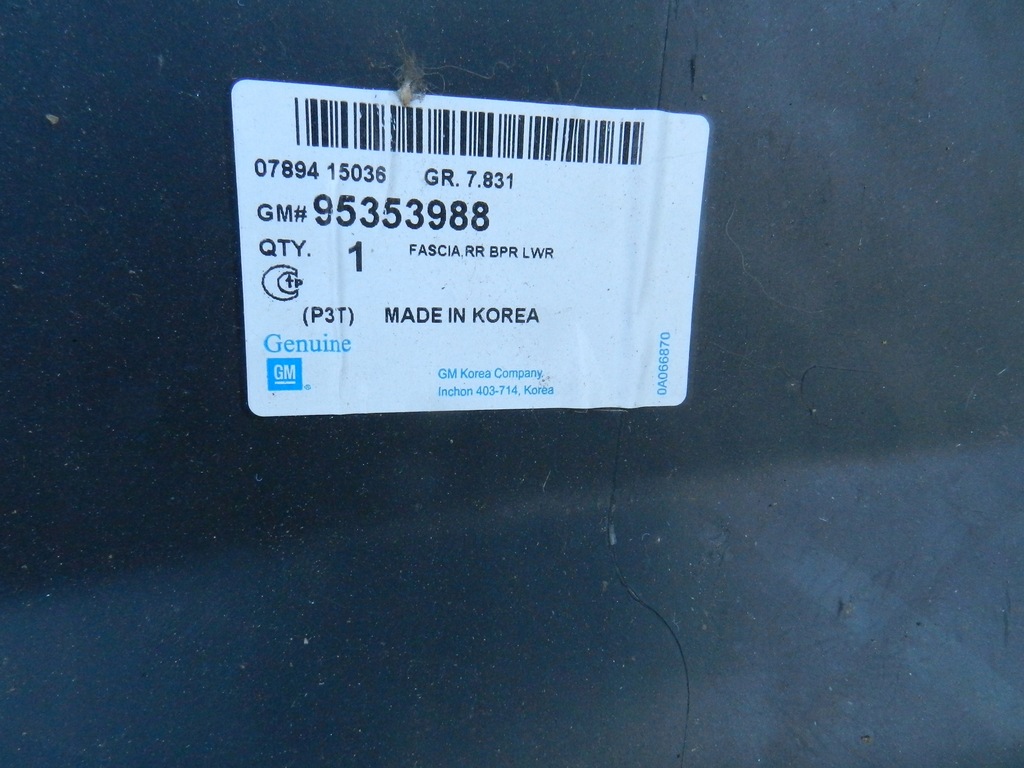 07894 15036 GR. 7.831
GM# 95353988
QTY. 1 FASCIA,RR BPR LWR
(P3T) MADE IN KOREA
Genuine
GM
GM Korea Company,
Inchon 403-714, Korea
0A066870